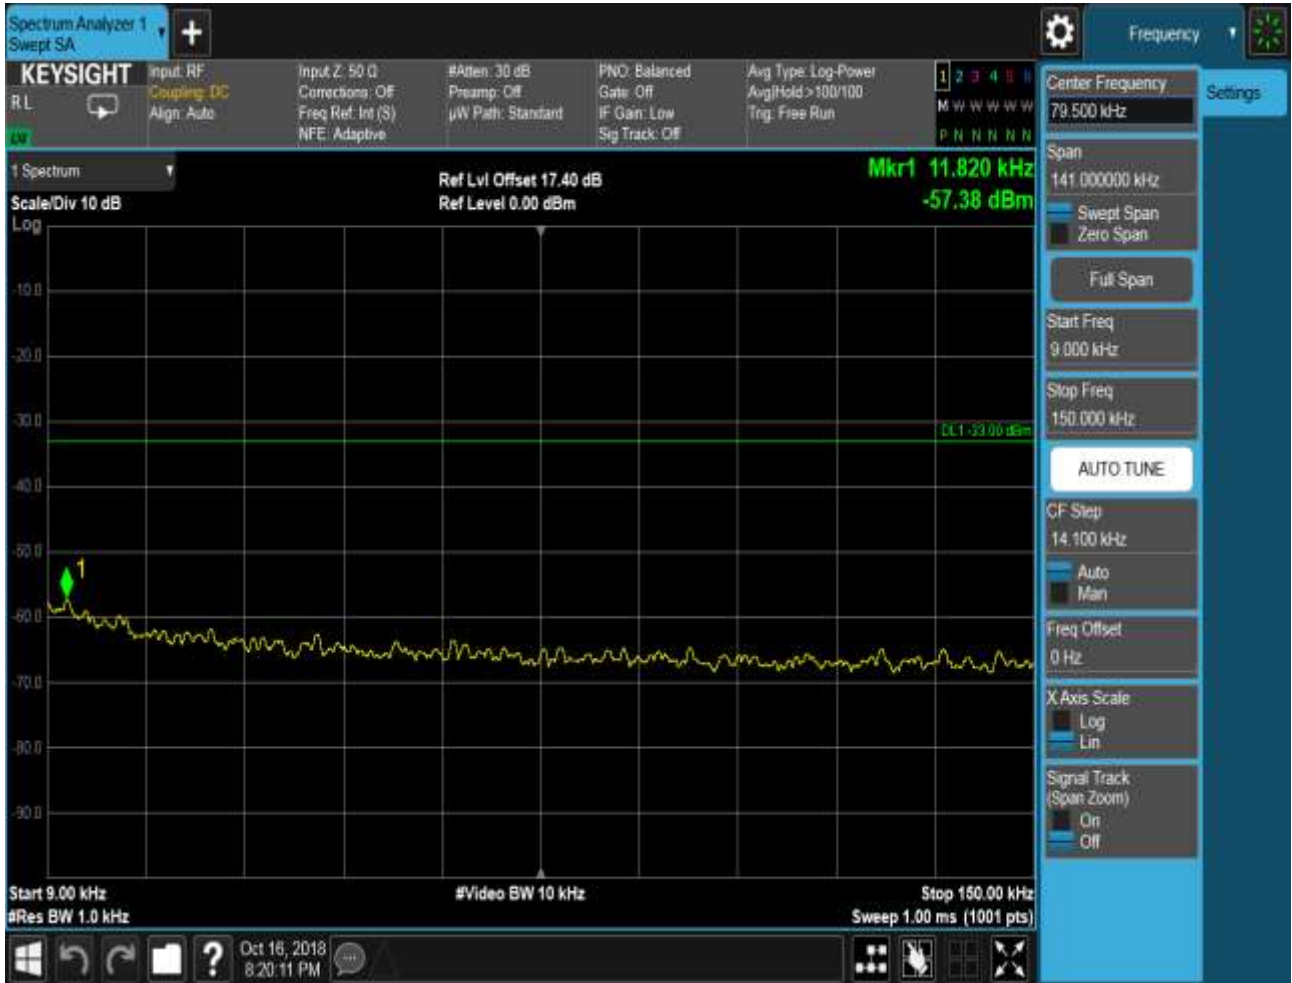 Spectrum Analyzer 1
Swept SA
+
Frequency
KEYSIGHT
R L
Input: RF
Coupling: DC
Align: Auto
Input Z: 50 Ω
Corrections: Off
Freq Ref: Int (S)
NFE: Adaptive
#Atten: 30 dB
Preamp: Off
µW Path: Standard
PNO: Balanced
Gate: Off
IF Gain: Low
Sig Track: Off
Avg Type: Log-Power
Avg|Hold:>100/100
Trig: Free Run
1 2 3 4 5 6
M W W W W W
P N N N N N
1 Spectrum
Scale/Div 10 dB
Log
Ref Lvl Offset 17.40 dB
Ref Level 0.00 dBm
Mkr1 11.820 kHz
-57.38 dBm
-10.0
-20.0
-30.0
DL1 -33.00 dBm
-40.0
-50.0
1
-60.0
-70.0
-80.0
-90.0
Start 9.00 kHz
#Res BW 1.0 kHz
#Video BW 10 kHz
Stop 150.00 kHz
Sweep 1.00 ms (1001 pts)
Center Frequency
79.500 kHz
Settings
Span
141.000000 kHz
Swept Span
Zero Span
Full Span
Start Freq
9.000 kHz
Stop Freq
150.000 kHz
AUTO TUNE
CF Step
14.100 kHz
Auto
Man
Freq Offset
0 Hz
X Axis Scale
Log
Lin
Signal Track
(Span Zoom)
On
Off
?
Oct 16, 2018
8:20:11 PM